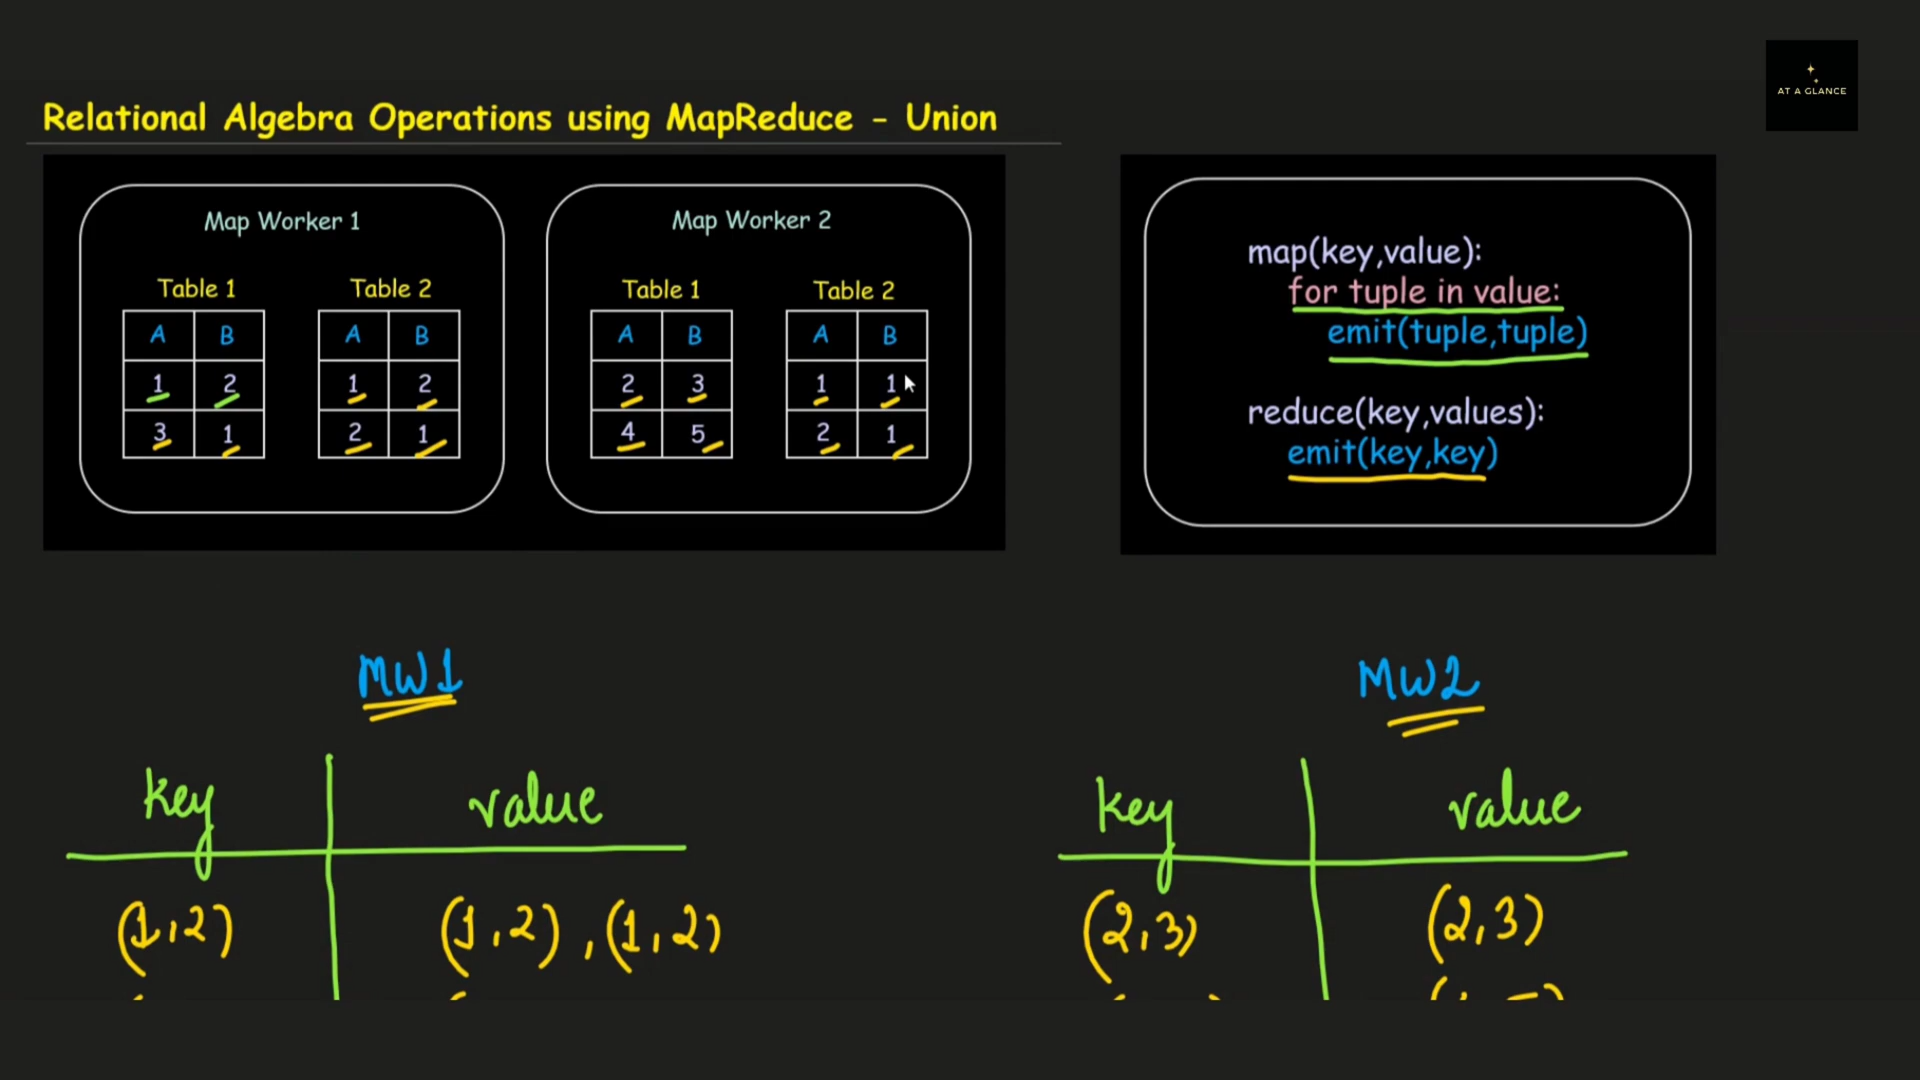 AT A GLANCE
Relational Algebra Operations using MapReduce - Union
Map Worker 1
Table 1
A B
1 2
3 1
Table 2
A B
1 2
2 1
Map Worker 2
Table 1
A B
2 3
4 5
Table 2
A B
1 1
2 1
map(key,value):
for tuple in value:
emit(tuple,tuple)
reduce(key,values):
emit(key,key)
MW1
key value
(1,2) (1,2),(1,2)
MW2
key value
(2,3) (2,3)